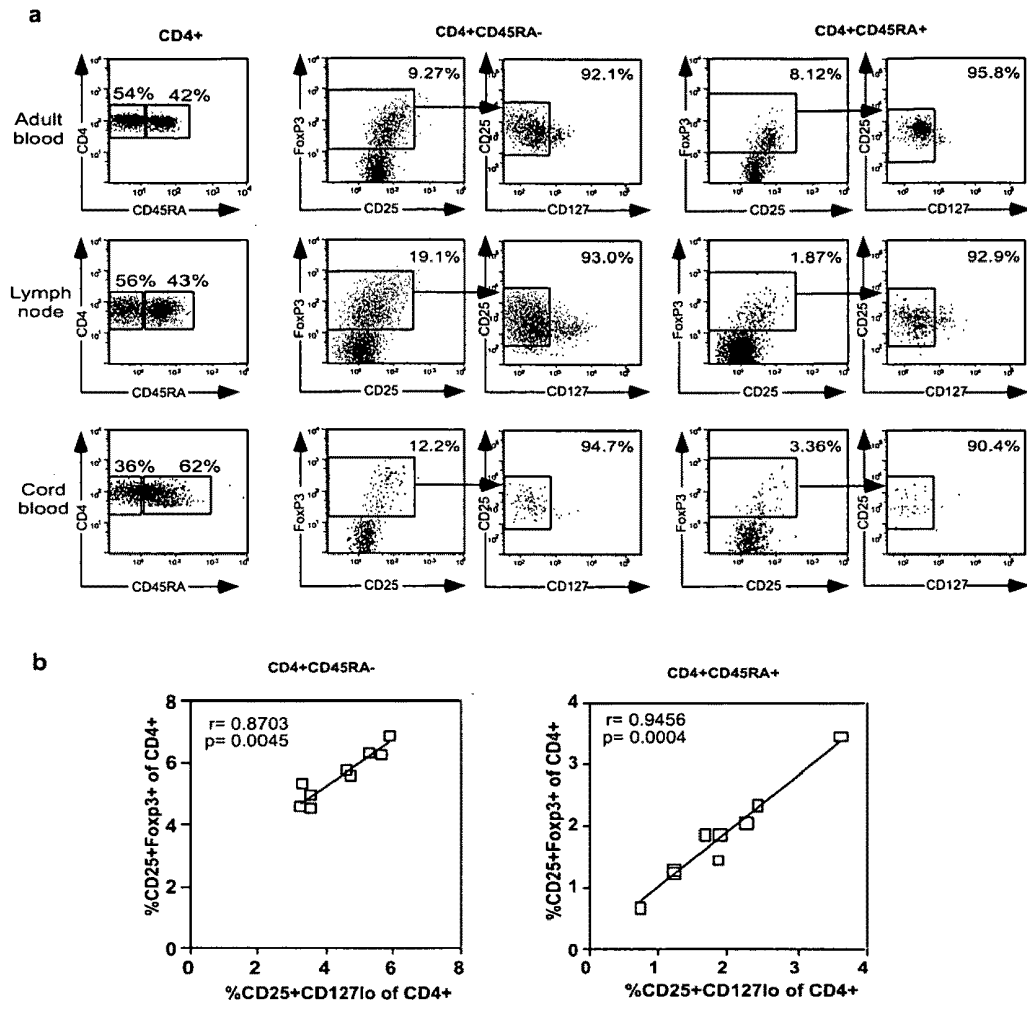 a
CD4+
CD4+CD45RA-
CD4+CD45RA+
Adult blood
54% 42%
CD4
CD45RA
9.27%
FoxP3
CD25
92.1%
CD25
CD127
8.12%
FoxP3
CD25
95.8%
CD25
CD127
Lymph node
56% 43%
CD4
CD45RA
19.1%
FoxP3
CD25
93.0%
CD25
CD127
1.87%
FoxP3
CD25
92.9%
CD25
CD127
Cord blood
36% 62%
CD4
CD45RA
12.2%
FoxP3
CD25
94.7%
CD25
CD127
3.36%
FoxP3
CD25
90.4%
CD25
CD127
b
CD4+CD45RA-
r= 0.8703
p= 0.0045
%CD25+Foxp3+ of CD4+
8
6
4
2
0
0 2 4 6 8
%CD25+CD127lo of CD4+
CD4+CD45RA+
r= 0.9456
p= 0.0004
%CD25+Foxp3+ of CD4+
4
3
2
1
0
0 1 2 3 4
%CD25+CD127lo of CD4+